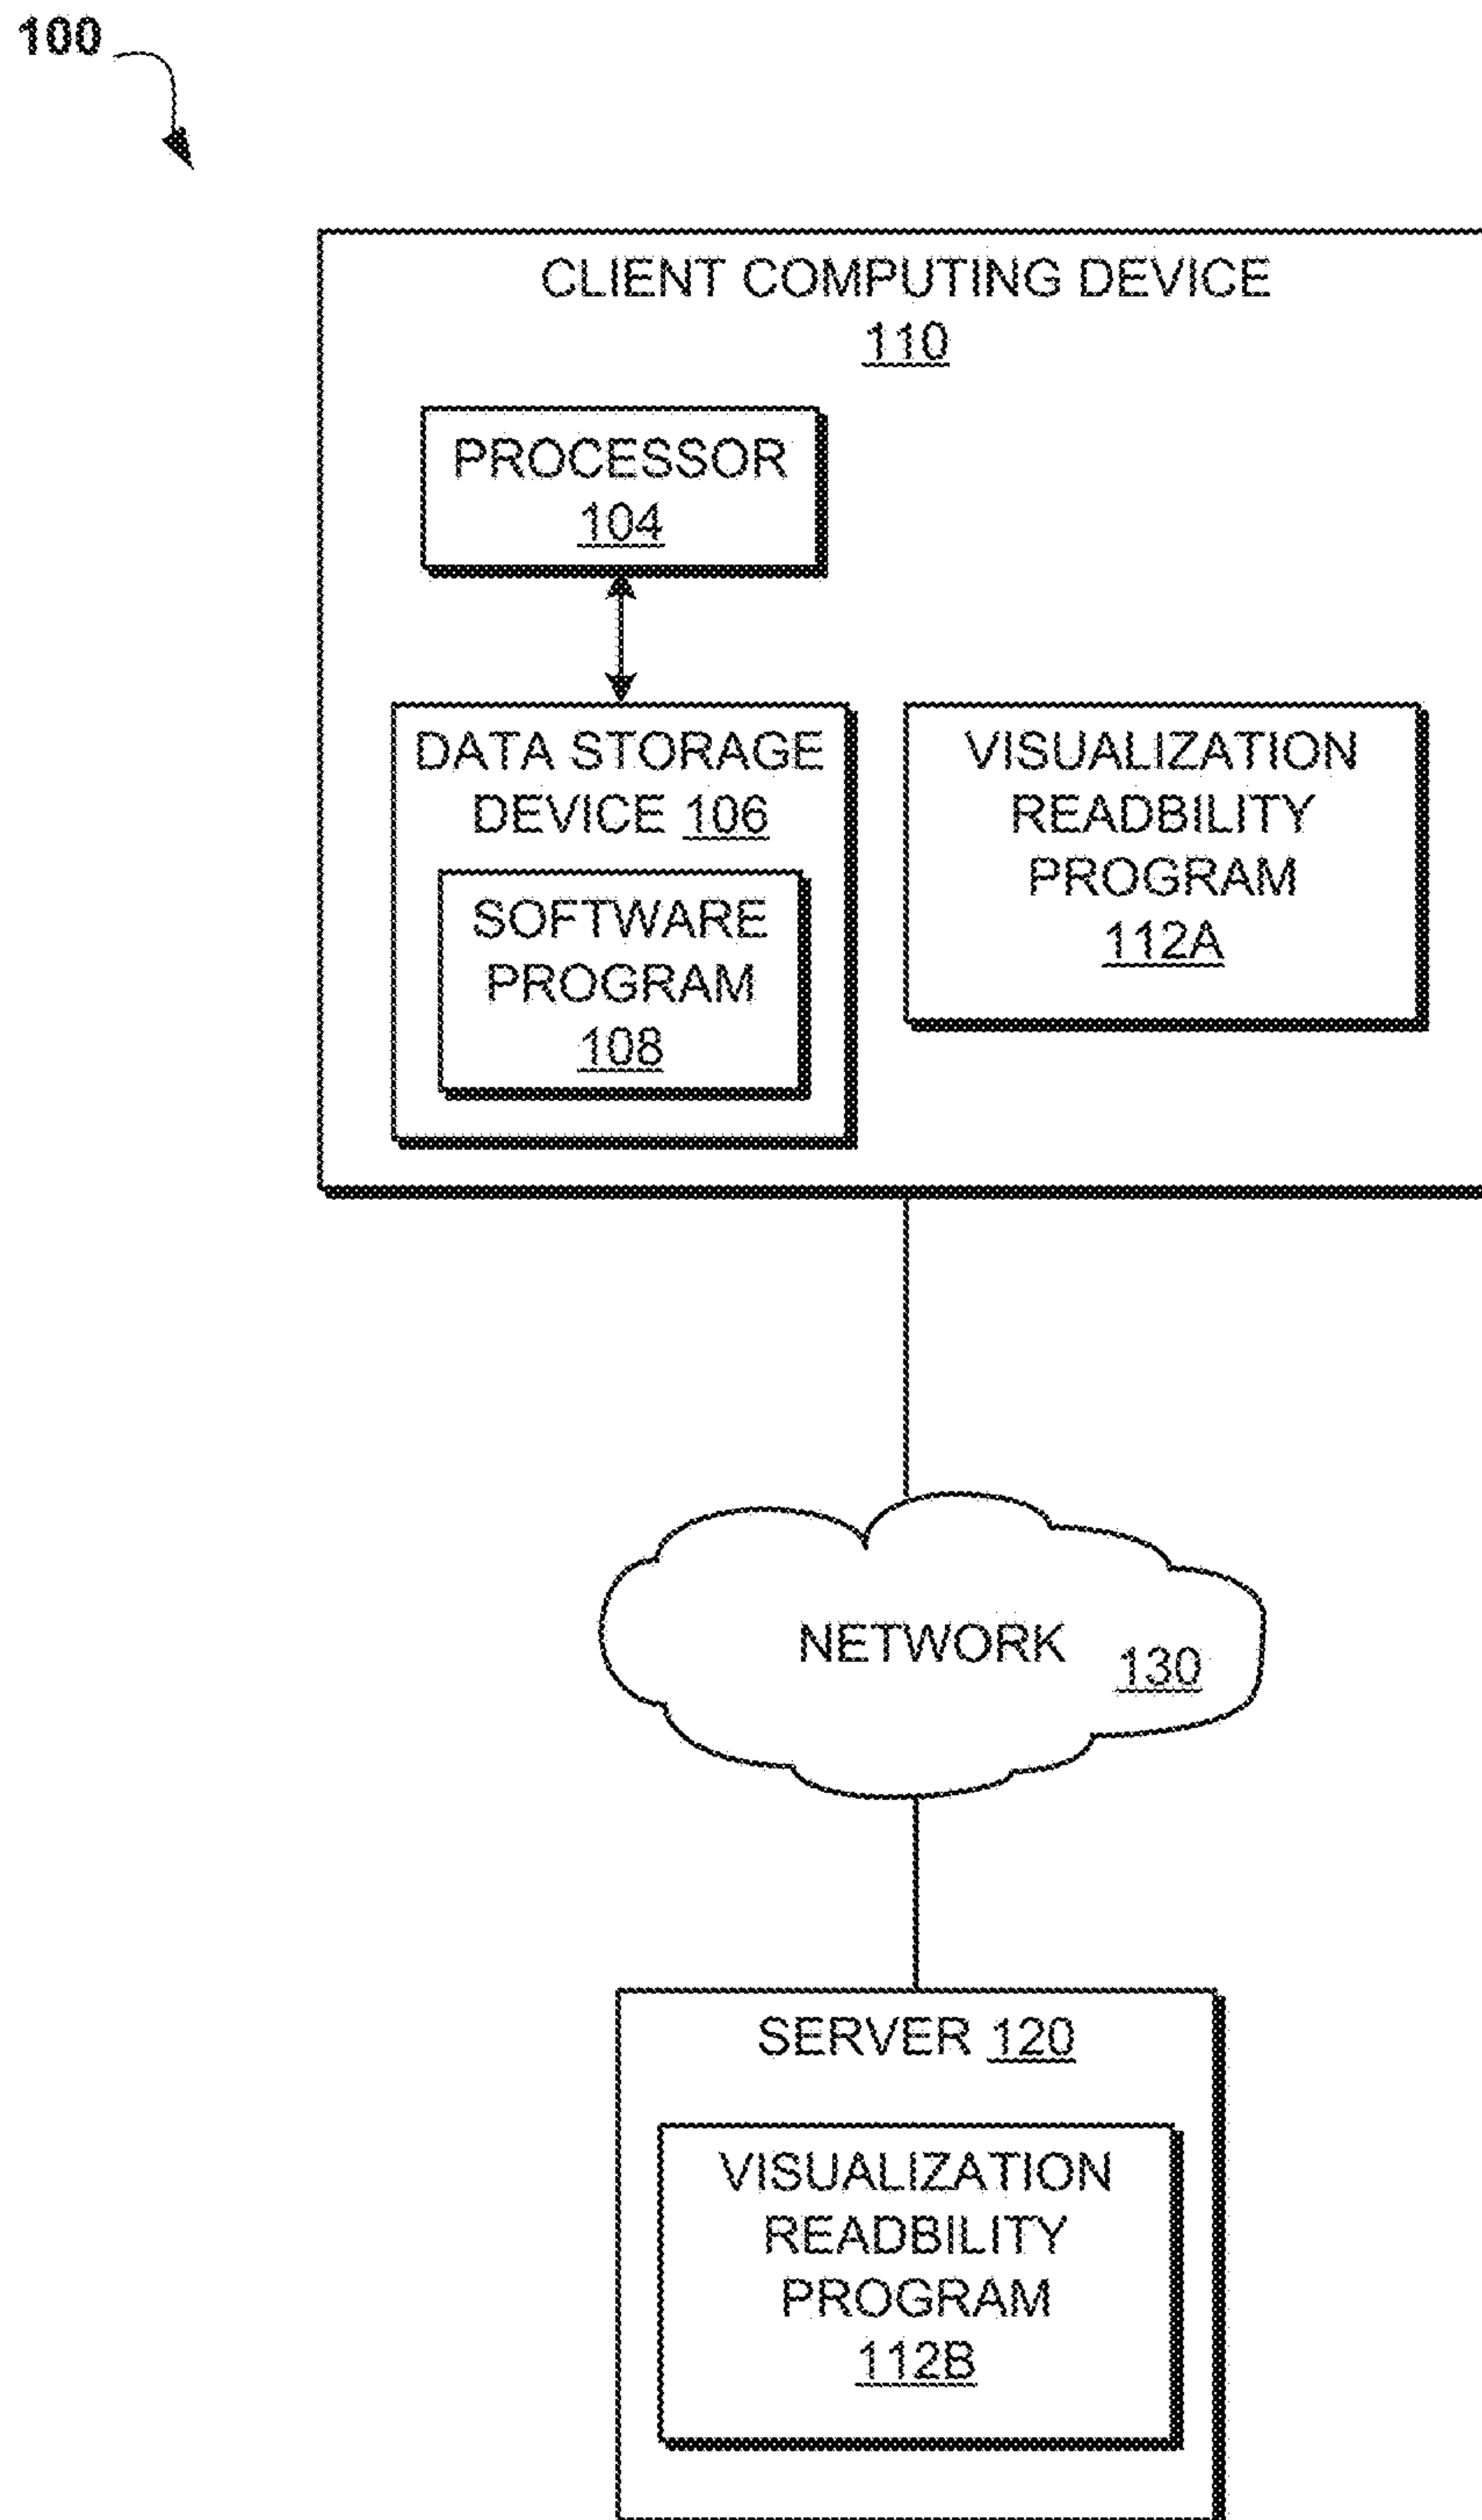 100
CLIENT COMPUTING DEVICE
110
PROCESSOR
104
DATA STORAGE
DEVICE 106
SOFTWARE
PROGRAM
108
VISUALIZATION
READBILITY
PROGRAM
112A
NETWORK 130
SERVER 120
VISUALIZATION
READBILITY
PROGRAM
112B